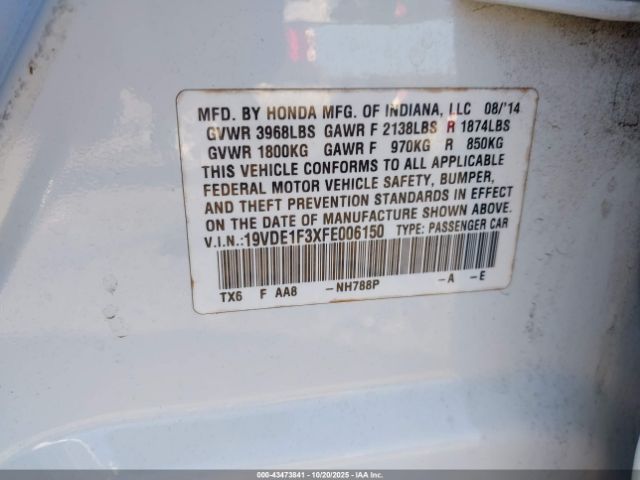 MFD. BY HONDA MFG. OF INDIANA, LLC 08/'14
GVWR 3968LBS GAWR F 2138LBS R 1874LBS
GVWR 1800KG GAWR F 970KG R 850KG
THIS VEHICLE CONFORMS TO ALL APPLICABLE
FEDERAL MOTOR VEHICLE SAFETY, BUMPER,
AND THEFT PREVENTION STANDARDS IN EFFECT
ON THE DATE OF MANUFACTURE SHOWN ABOVE.
V.I.N.:19VDE1F3XFE006150 TYPE: PASSENGER CAR
TX6 F AA8 -NH788P -A -E
000-43473841 | 10/20/2025 | IAA Inc.